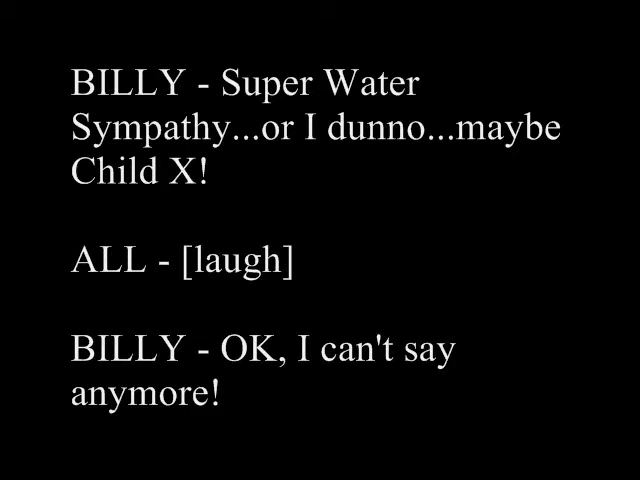 BILLY - Super Water
Sympathy...or I dunno...maybe
Child X!
ALL - [laugh]
BILLY - OK, I can't say
anymore!